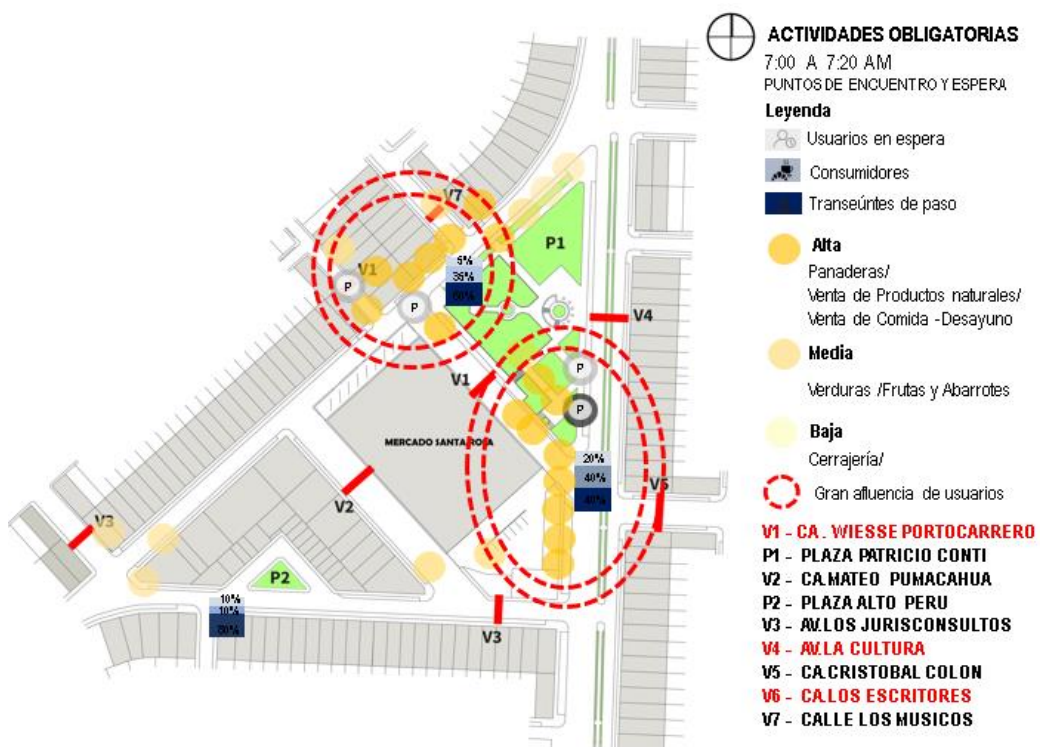 ACTIVIDADES OBLIGATORIAS
7:00 A 7:20 AM
PUNTOS DE ENCUENTRO Y ESPERA
Leyenda
Usuarios en espera
Consumidores
Transeúntes de paso
Alta
Panaderas/
Venta de Productos naturales/
Venta de Comida -Desayuno
Media
Verduras /Frutas y Abarrotes
Baja
Cerrajería/
Gran afluencia de usuarios
V1 - CA. WIESSE PORTOCARRERO
P1 - PLAZA PATRICIO CONTI
V2 - CA.MATEO PUMACAHUA
P2 - PLAZA ALTO PERU
V3 - AV.LOS JURISCONSULTOS
V4 - AV.LA CULTURA
V5 - CA.CRISTOBAL COLON
V6 - CA.LOS ESCRITORES
V7 - CALLE LOS MUSICOS
V7
P1
V1
P
P
5%
35%
60%
V4
V1
P
P
MERCADO SANTA ROSA
20%
40%
40%
V5
V2
V3
P2
10%
10%
80%
V3